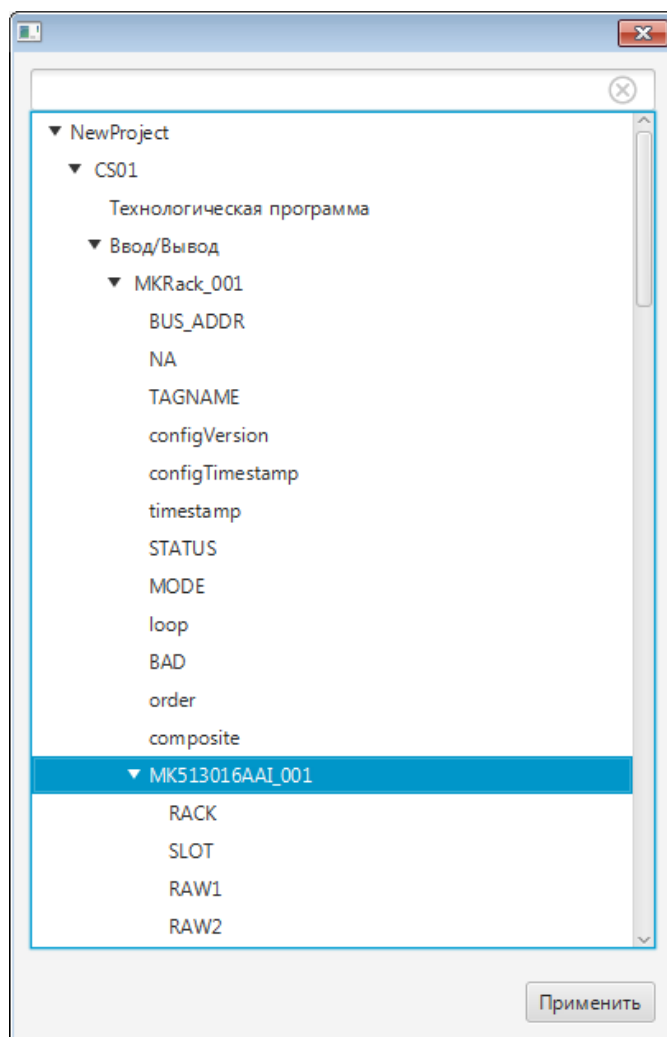 NewProject
CS01
Технологическая программа
Ввод/Вывод
MKRack_001
BUS_ADDR
NA
TAGNAME
configVersion
configTimestamp
timestamp
STATUS
MODE
loop
BAD
order
composite
MK513016AAI_001
RACK
SLOT
RAW1
RAW2
Применить